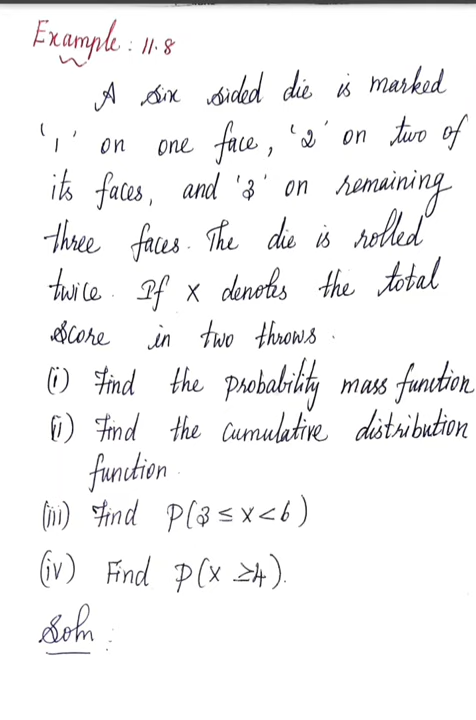 Example: 11.8
A six sided die is marked
'1' on one face, '2' on two of
its faces, and '3' on remaining
three faces. The die is rolled
twice. If X denotes the total
score in two throws.
(i) Find the probability mass function
(ii) Find the cumulative distribution
function.
(iii) Find P(3 ≤ X < 6)
(iv) Find P(X ≥ 4).
Soln :